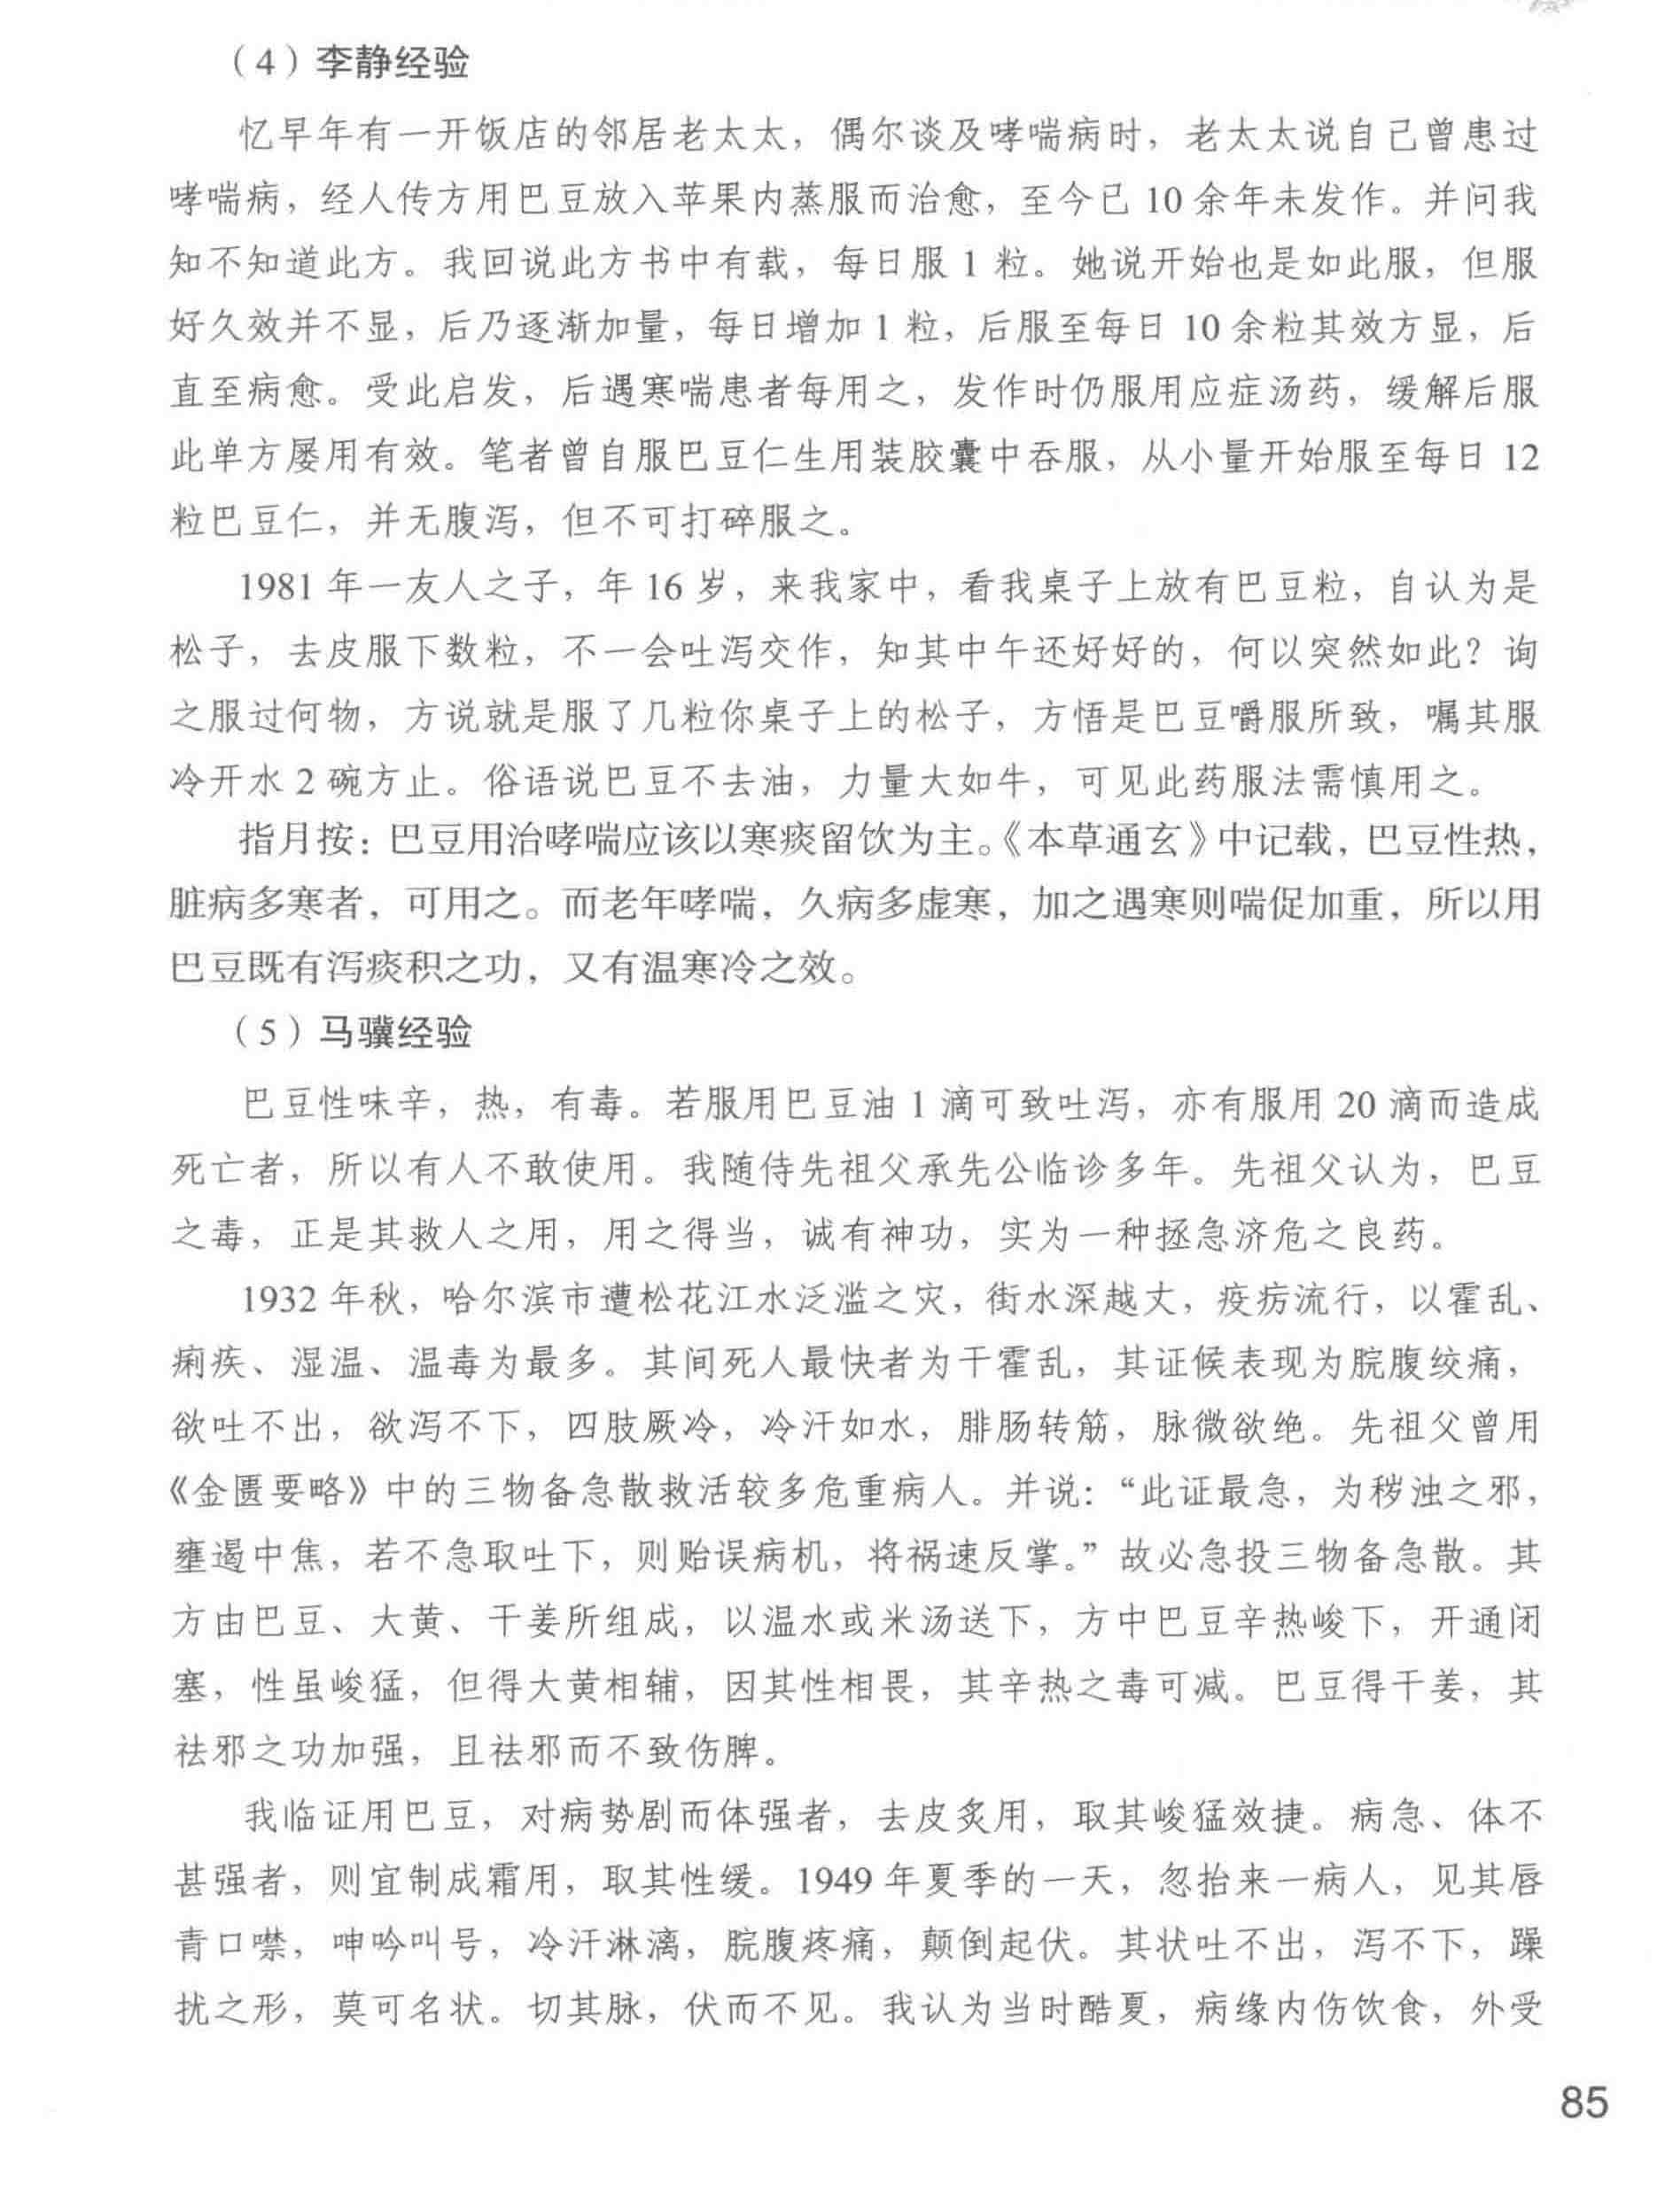 （4）李静经验
忆早年有一开饭店的邻居老太太，偶尔谈及哮喘病时，老太太说自己曾患过
哮喘病，经人传方用巴豆放入苹果内蒸服而治愈，至今已 10 余年未发作。并问我
知不知道此方。我回说此方书中有载，每日服 1 粒。她说开始也是如此服，但服
好久效并不显，后乃逐渐加量，每日增加 1 粒，后服至每日 10 余粒其效方显，后
直至病愈。受此启发，后遇寒喘患者每用之，发作时仍服用应症汤药，缓解后服
此单方屡用有效。笔者曾自服巴豆仁生用装胶囊中吞服，从小量开始服至每日 12
粒巴豆仁，并无腹泻，但不可打碎服之。
1981 年一友人之子，年 16 岁，来我家中，看我桌子上放有巴豆粒，自认为是
松子，去皮服下数粒，不一会吐泻交作，知其中午还好好的，何以突然如此？询
之服过何物，方说就是服了几粒你桌子上的松子，方悟是巴豆嚼服所致，嘱其服
冷开水 2 碗方止。俗语说巴豆不去油，力量大如牛，可见此药服法需慎用之。
指月按：巴豆用治哮喘应该以寒痰留饮为主。《本草通玄》中记载，巴豆性热，
脏病多寒者，可用之。而老年哮喘，久病多虚寒，加之遇寒则喘促加重，所以用
巴豆既有泻痰积之功，又有温寒冷之效。
（5）马骥经验
巴豆性味辛，热，有毒。若服用巴豆油 1 滴可致吐泻，亦有服用 20 滴而造成
死亡者，所以有人不敢使用。我随侍先祖父承先公临诊多年。先祖父认为，巴豆
之毒，正是其救人之用，用之得当，诚有神功，实为一种拯急济危之良药。
1932 年秋，哈尔滨市遭松花江水泛滥之灾，街水深越丈，疫疠流行，以霍乱、
痢疾、湿温、温毒为最多。其间死人最快者为干霍乱，其证候表现为脘腹绞痛，
欲吐不出，欲泻不下，四肢厥冷，冷汗如水，腓肠转筋，脉微欲绝。先祖父曾用
《金匮要略》中的三物备急散救活较多危重病人。并说：“此证最急，为秽浊之邪，
壅遏中焦，若不急取吐下，则贻误病机，将祸速反掌。”故必急投三物备急散。其
方由巴豆、大黄、干姜所组成，以温水或米汤送下，方中巴豆辛热峻下，开通闭
塞，性虽峻猛，但得大黄相辅，因其性相畏，其辛热之毒可减。巴豆得干姜，其
祛邪之功加强，且祛邪而不致伤脾。
我临证用巴豆，对病势剧而体强者，去皮炙用，取其峻猛效捷。病急、体不
甚强者，则宜制成霜用，取其性缓。1949 年夏季的一天，忽抬来一病人，见其唇
青口噤，呻吟叫号，冷汗淋漓，脘腹疼痛，颠倒起伏。其状吐不出，泻不下，躁
扰之形，莫可名状。切其脉，伏而不见。我认为当时酷夏，病缘内伤饮食，外受
85